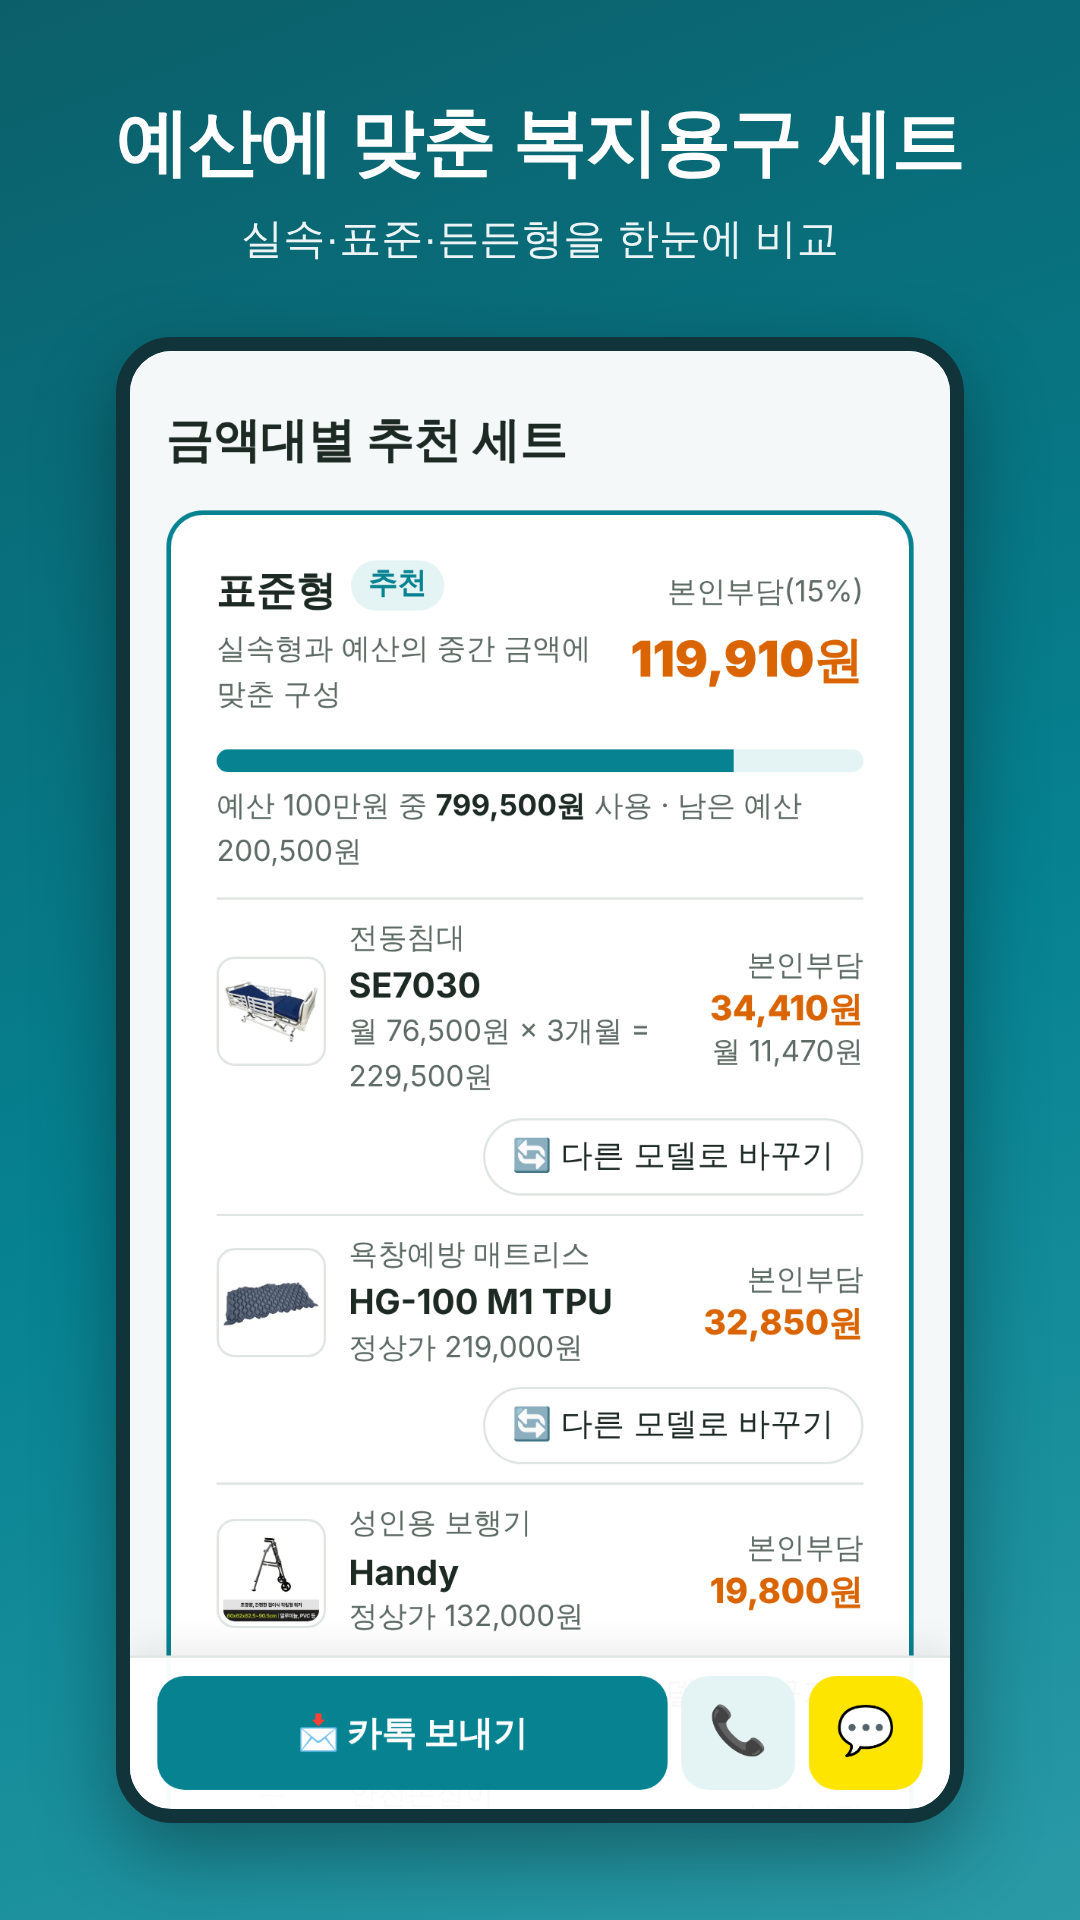 예산에 맞춘 복지용구 세트
실속·표준·든든형을 한눈에 비교
금액대별 추천 세트
표준형 추천
본인부담(15%)
실속형과 예산의 중간 금액에
맞춘 구성
119,910원
예산 100만원 중 799,500원 사용 · 남은 예산
200,500원
전동침대
SE7030
월 76,500원 × 3개월 =
229,500원
본인부담
34,410원
월 11,470원
다른 모델로 바꾸기
욕창예방 매트리스
HG-100 M1 TPU
정상가 219,000원
본인부담
32,850원
다른 모델로 바꾸기
성인용 보행기
Handy
정상가 132,000원
본인부담
19,800원
카톡 보내기